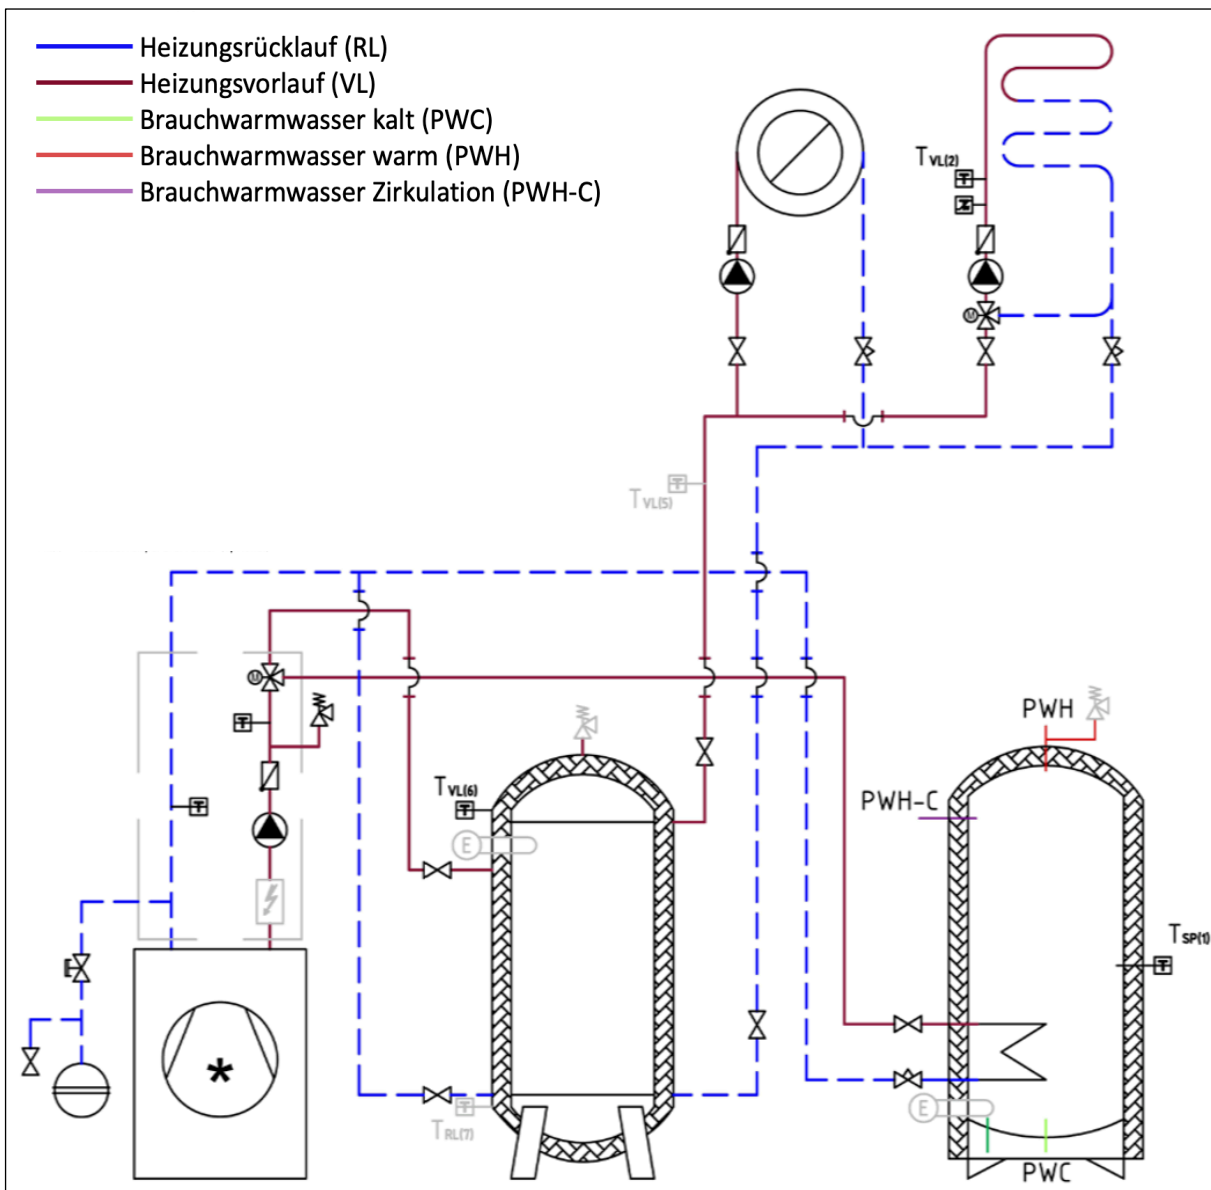 Heizungsrücklauf (RL)
Heizungsvorlauf (VL)
Brauchwarmwasser kalt (PWC)
Brauchwarmwasser warm (PWH)
Brauchwarmwasser Zirkulation (PWH-C)
TVL(2)
T
M
TVL(5)
T
M
T
T
PWH
TVL(6)
T
PWH-C
E
TSP(1)
T
*
E
TRL(7)
T
PWC